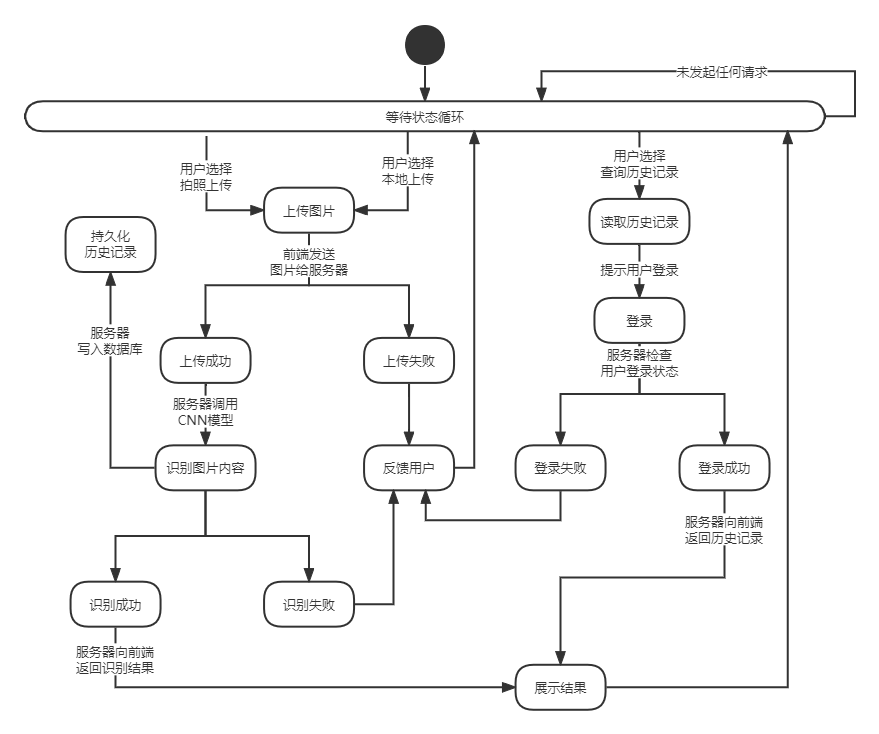 未发起任何请求
等待状态循环
用户选择
拍照上传
用户选择
本地上传
用户选择
查询历史记录
上传图片
读取历史记录
持久化
历史记录
前端发送
图片给服务器
提示用户登录
登录
服务器
写入数据库
上传成功
上传失败
服务器检查
用户登录状态
服务器调用
CNN模型
识别图片内容
反馈用户
登录失败
登录成功
服务器向前端
返回历史记录
识别成功
识别失败
服务器向前端
返回识别结果
展示结果